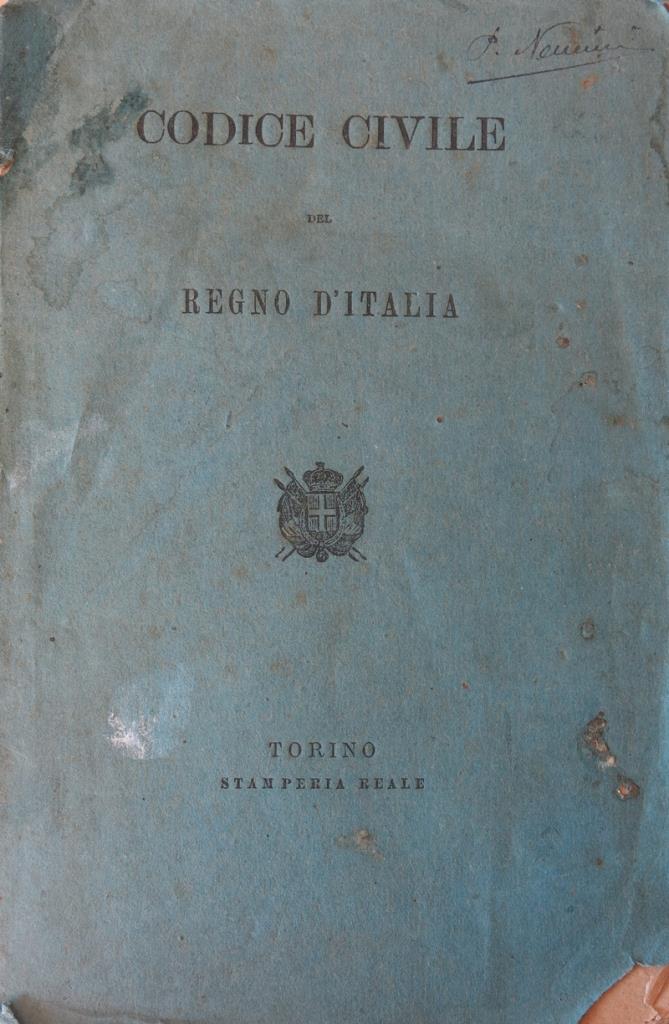 CODICE CIVILE
DEL
REGNO D'ITALIA
TORINO
STAMPERIA REALE